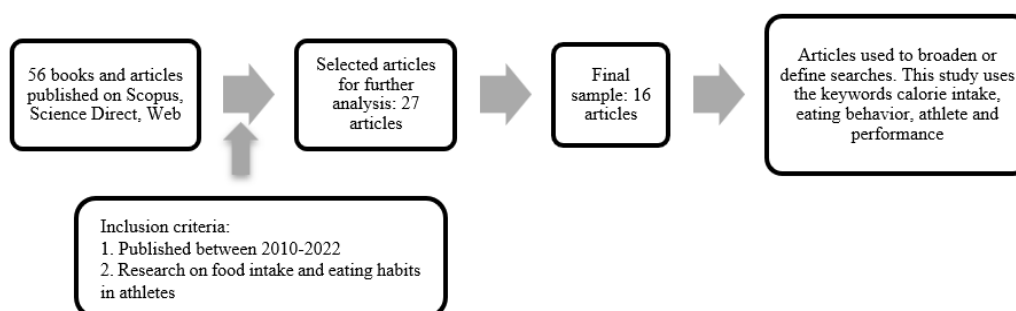 56 books and articles
published on Scopus,
Science Direct, Web
Selected articles
for further
analysis: 27
articles
Final
sample: 16
articles
Articles used to broaden or
define searches. This study uses
the keywords calorie intake,
eating behavior, athlete and
performance
Inclusion criteria:
1. Published between 2010-2022
2. Research on food intake and eating habits
in athletes